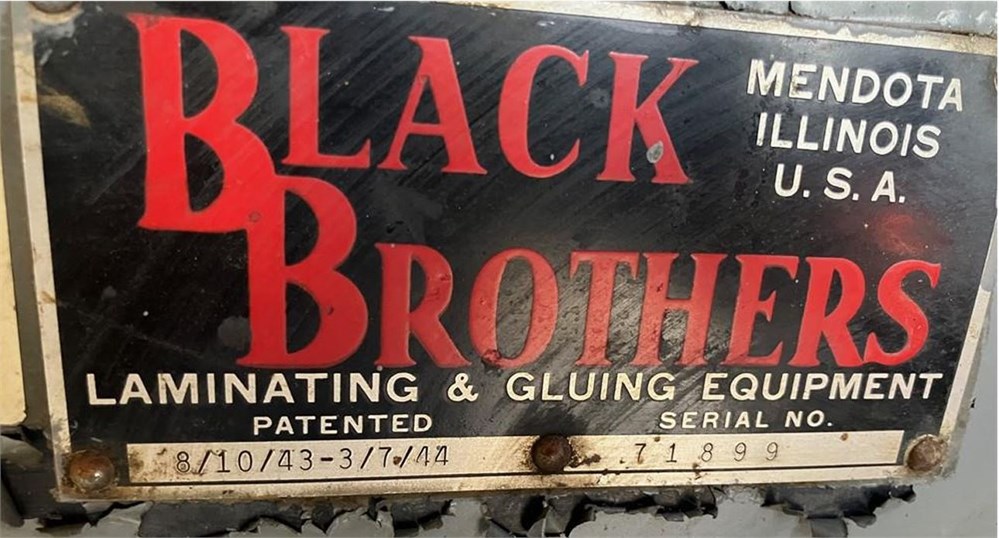 BLACK
BROTHERS
MENDOTA
ILLINOIS
U. S. A.
LAMINATING & GLUING EQUIPMENT
PATENTED SERIAL NO.
8/10/43-3/7/44 71899